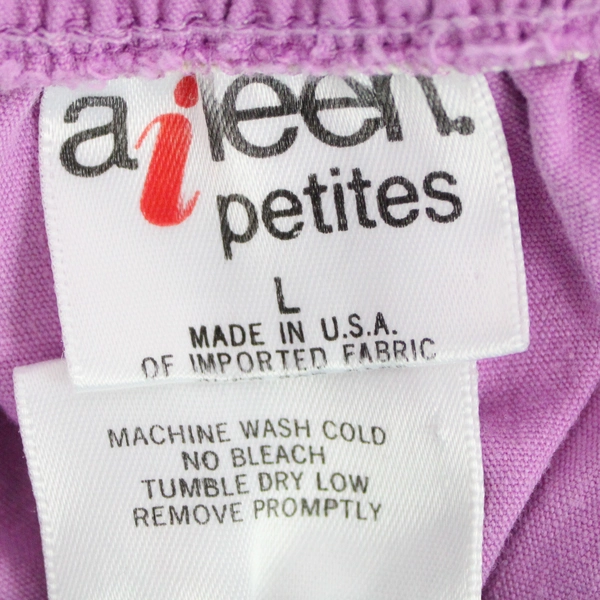 aileen.
petites
L
MADE IN U.S.A.
OF IMPORTED FABRIC
MACHINE WASH COLD
NO BLEACH
TUMBLE DRY LOW
REMOVE PROMPTLY